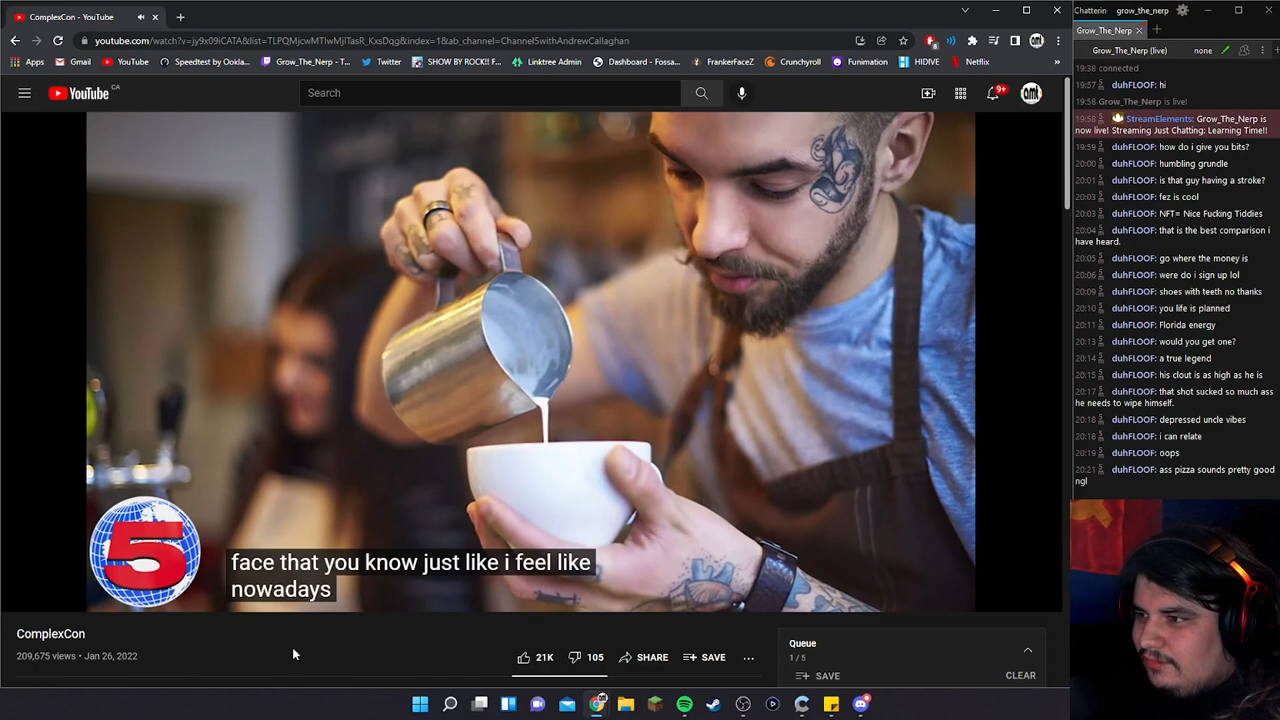 ComplexCon - YouTube
youtube.com/watch?v=jy9x09iCATA&list=TLPQMjcwMTIwMjJTasR_KxsDqg&index=1&ab_channel=Channel5withAndrewCallaghan
Apps
Gmail
YouTube
Speedtest by Ookla...
Grow_The_Nerp - T...
Twitter
SHOW BY ROCK!! F...
Linktree Admin
Dashboard - Fossa...
FrankerFaceZ
Crunchyroll
Funimation
HIDIVE
Netflix
YouTube CA
Search
9+
5
face that you know just like i feel like
nowadays
ComplexCon
209,675 views • Jan 26, 2022
21K
105
SHARE
SAVE
Queue
1 / 5
SAVE
CLEAR
Chatterin
grow_the_nerp
Grow_The_Nerp
Grow_The_Nerp (live)
none
19:38 connected
19:57 duhFLOOF: hi
19:58 Grow_The_Nerp is live!
19:58 StreamElements: Grow_The_Nerp is
now live! Streaming Just Chatting: Learning Time!!
19:59 duhFLOOF: how do i give you bits?
20:00 duhFLOOF: humbling grundle
20:01 duhFLOOF: is that guy having a stroke?
20:03 duhFLOOF: fez is cool
20:03 duhFLOOF: NFT= Nice Fucking Tiddies
20:04 duhFLOOF: that is the best comparison i
have heard.
20:05 duhFLOOF: go where the money is
20:06 duhFLOOF: were do i sign up lol
20:09 duhFLOOF: shoes with teeth no thanks
20:10 duhFLOOF: you life is planned
20:11 duhFLOOF: Florida energy
20:13 duhFLOOF: would you get one?
20:14 duhFLOOF: a true legend
20:15 duhFLOOF: his clout is as high as he is
20:17 duhFLOOF: that shot sucked so much ass
he needs to wipe himself.
20:18 duhFLOOF: depressed uncle vibes
20:18 duhFLOOF: i can relate
20:19 duhFLOOF: oops
20:21 duhFLOOF: ass pizza sounds pretty good
ngl